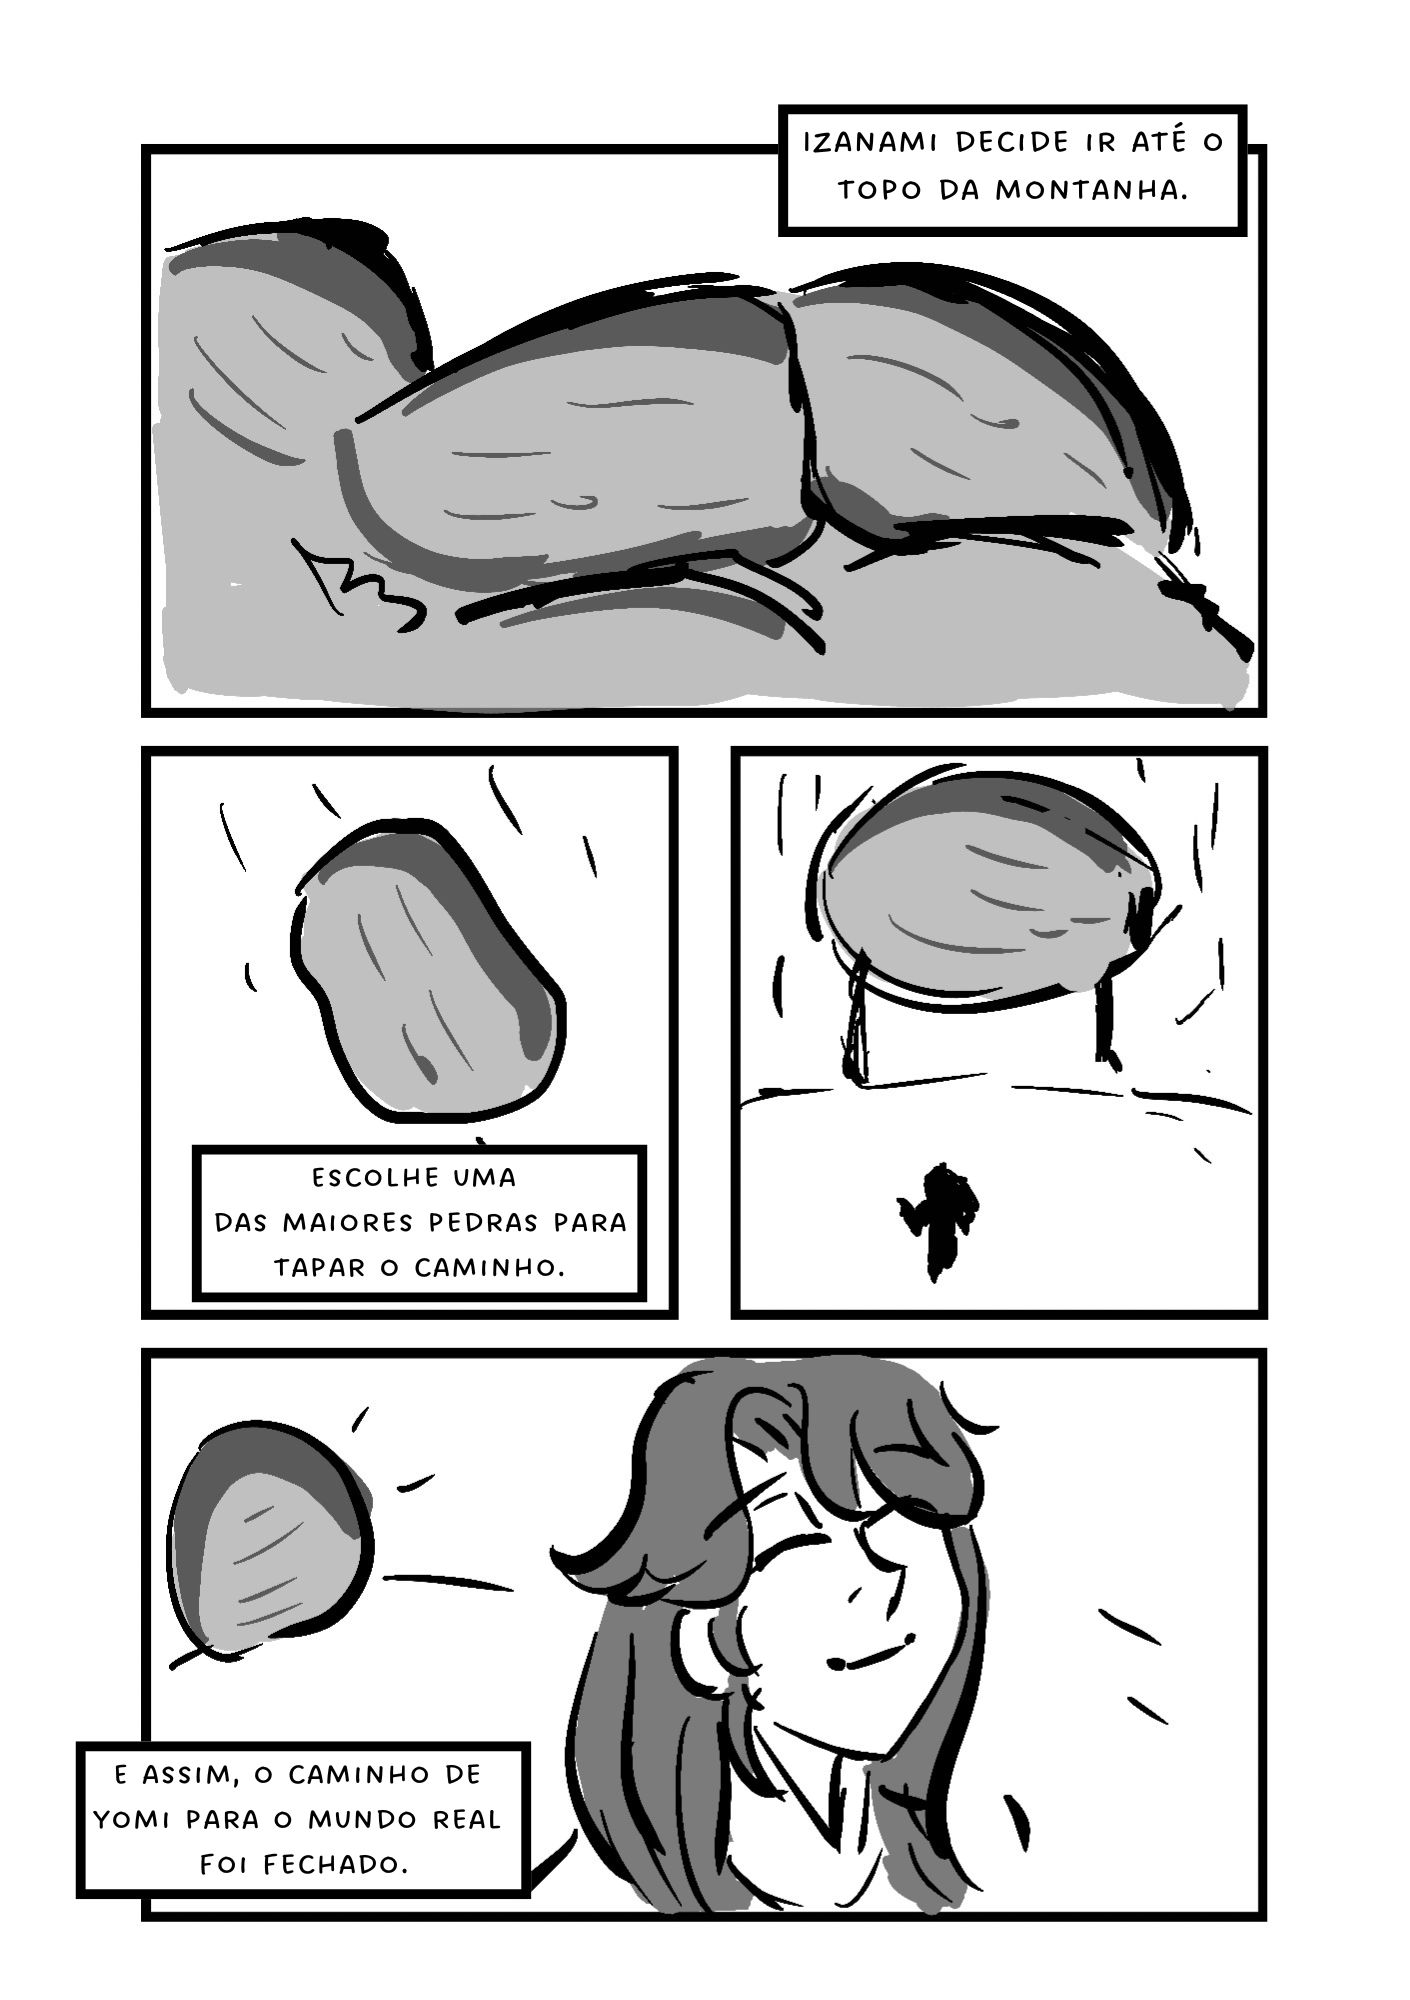 IZANAMI DECIDE IR ATÉ O
TOPO DA MONTANHA.
ESCOLHE UMA
DAS MAIORES PEDRAS PARA
TAPAR O CAMINHO.
E ASSIM, O CAMINHO DE
YOMI PARA O MUNDO REAL
FOI FECHADO.